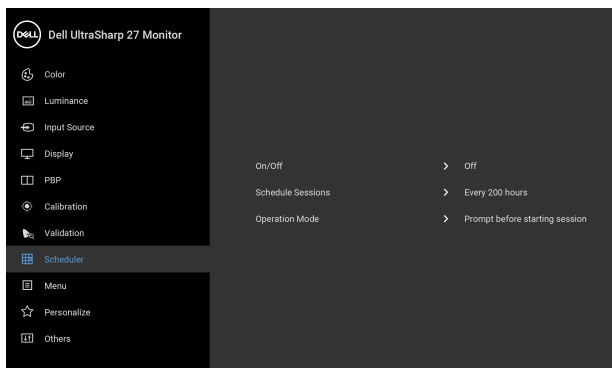 DELL Dell UltraSharp 27 Monitor
Color
Luminance
Input Source
Display
PBP
Calibration
Validation
Scheduler
Menu
Personalize
Others
On/Off Off
Schedule Sessions Every 200 hours
Operation Mode Prompt before starting session